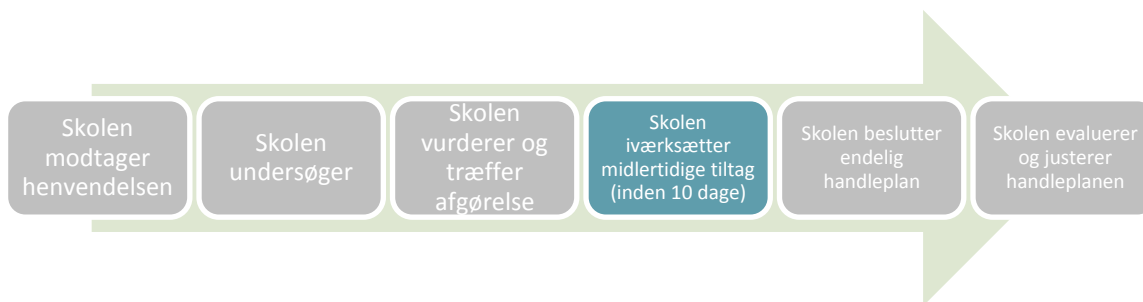 Skolen
modtager
henvendelsen
Skolen
undersøger
Skolen
vurderer og
træffer
afgørelse
Skolen
iværksætter
midlertidige tiltag
(inden 10 dage)
Skolen beslutter
endelig
handleplan
Skolen evaluerer
og justerer
handleplanen